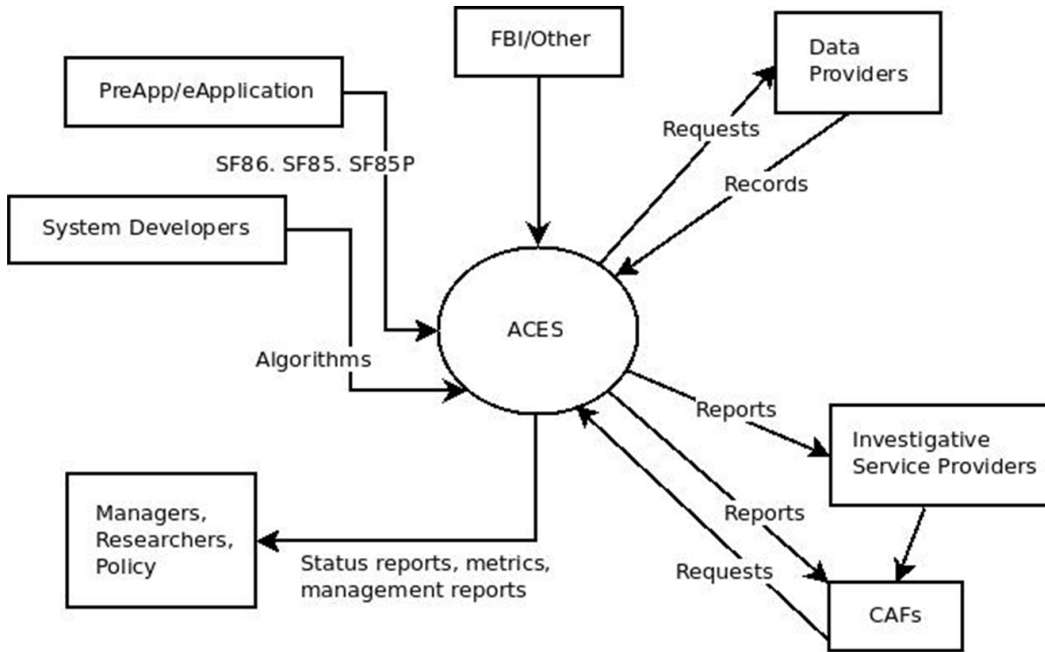 FBI/Other
Data
Providers
PreApp/eApplication
Requests
SF86. SF85. SF85P
Records
System Developers
ACES
Algorithms
Reports
Investigative
Service Providers
Managers,
Researchers,
Policy
Reports
Status reports, metrics,
management reports
Requests
CAFs